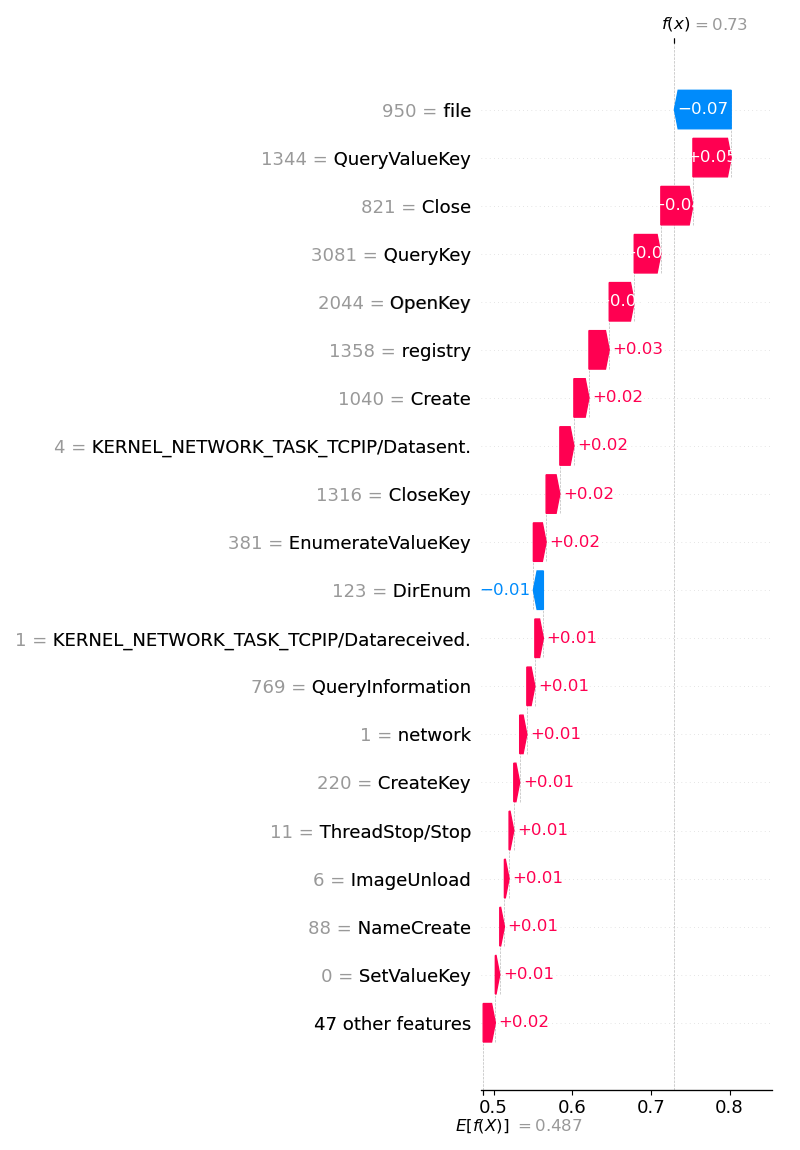 f(x) = 0.73
950 = file −0.07
1344 = QueryValueKey +0.05
821 = Close
3081 = QueryKey
2044 = OpenKey
1358 = registry +0.03
1040 = Create +0.02
4 = KERNEL_NETWORK_TASK_TCPIP/Datasent. +0.02
1316 = CloseKey +0.02
381 = EnumerateValueKey +0.02
123 = DirEnum −0.01
1 = KERNEL_NETWORK_TASK_TCPIP/Datareceived. +0.01
769 = QueryInformation +0.01
1 = network +0.01
220 = CreateKey +0.01
11 = ThreadStop/Stop +0.01
6 = ImageUnload +0.01
88 = NameCreate +0.01
0 = SetValueKey +0.01
47 other features +0.02
0.5 0.6 0.7 0.8
E[f(X)] = 0.487